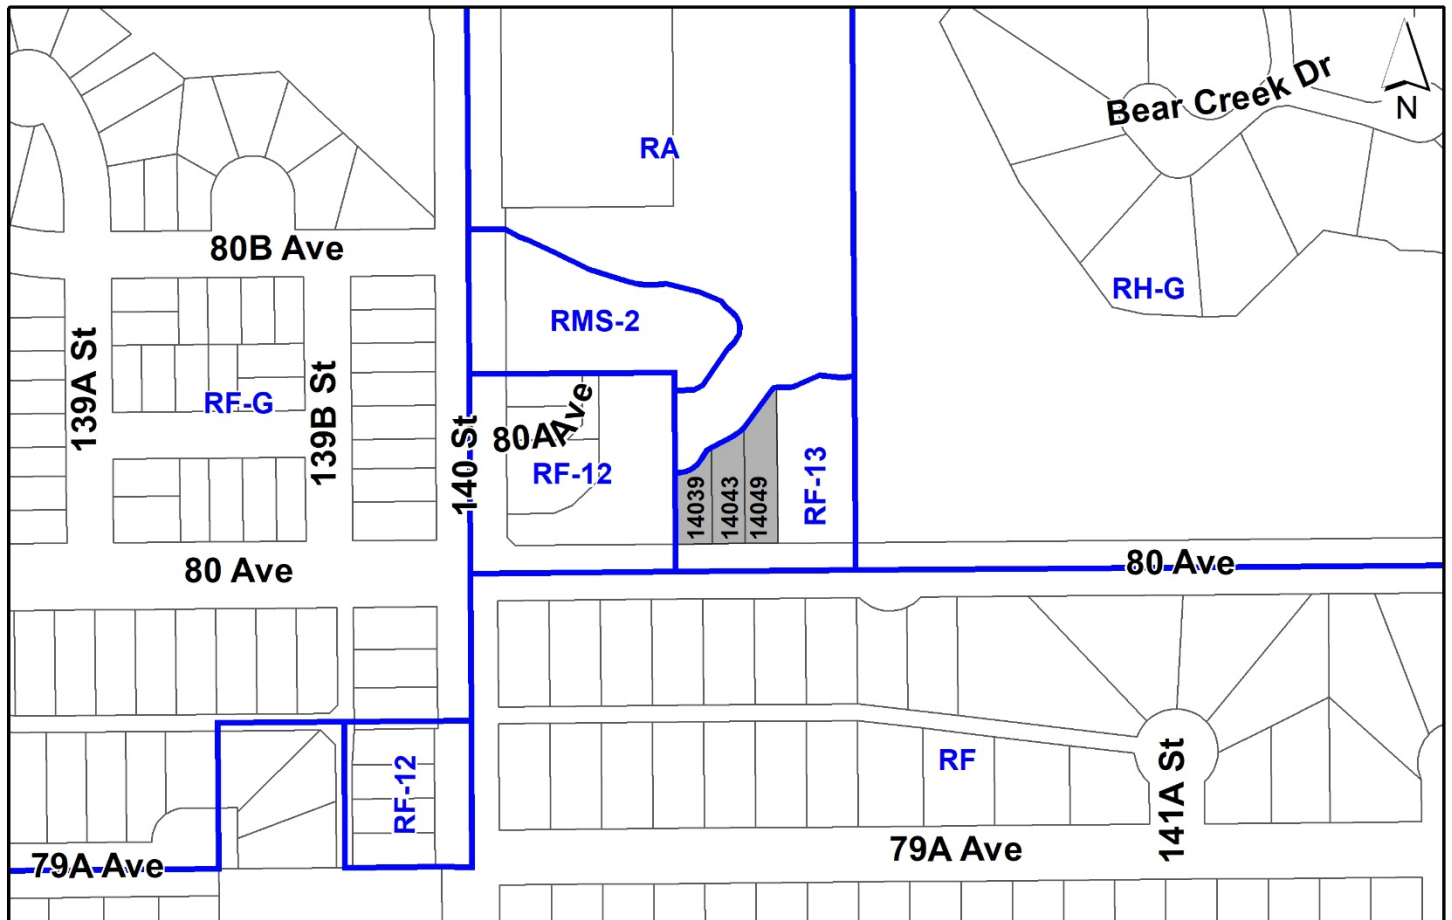 Bear Creek Dr
N
RA
80B Ave
RH-G
RMS-2
139A St
RF-G
139B St
140 St
80A Ave
RF-12
14039
14043
14049
RF-13
80 Ave
80 Ave
RF-12
RF
141A St
79A Ave
79A Ave